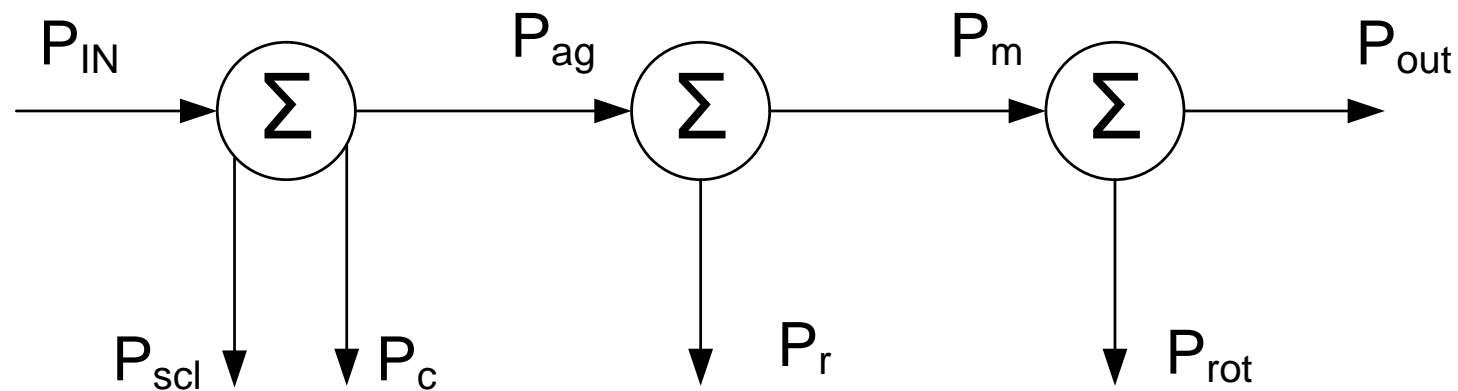 P_IN P_ag P_m P_out
Σ Σ Σ
P_scl P_c P_r P_rot